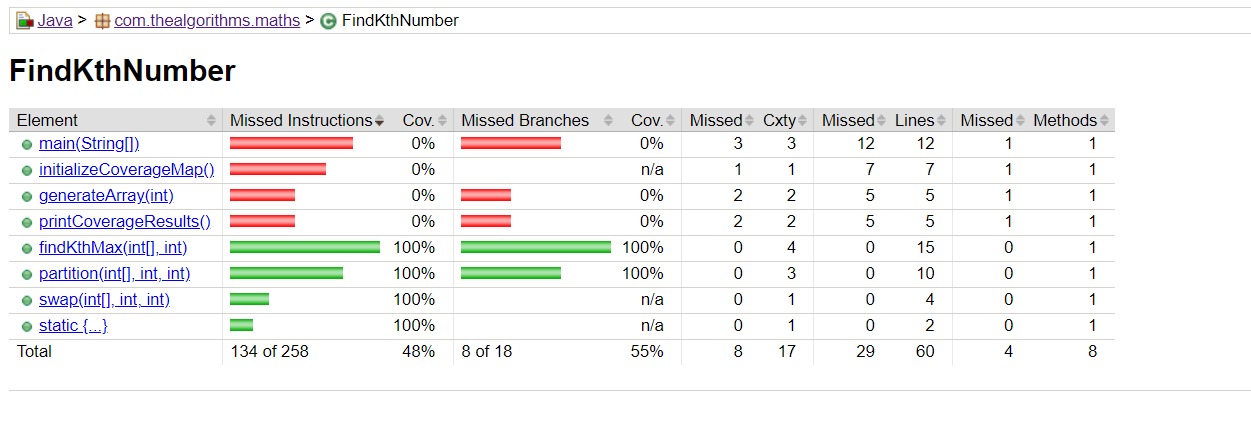 Java > com.thealgorithms.maths > FindKthNumber
FindKthNumber
Element Missed Instructions Cov. Missed Branches Cov. Missed Cxty Missed Lines Missed Methods
main(String[]) 0% 0% 3 3 12 12 1 1
initializeCoverageMap() 0% n/a 1 1 7 7 1 1
generateArray(int) 0% 0% 2 2 5 5 1 1
printCoverageResults() 0% 0% 2 2 5 5 1 1
findKthMax(int[], int) 100% 100% 0 4 0 15 0 1
partition(int[], int, int) 100% 100% 0 3 0 10 0 1
swap(int[], int, int) 100% n/a 0 1 0 4 0 1
static {...} 100% n/a 0 1 0 2 0 1
Total 134 of 258 48% 8 of 18 55% 8 17 29 60 4 8